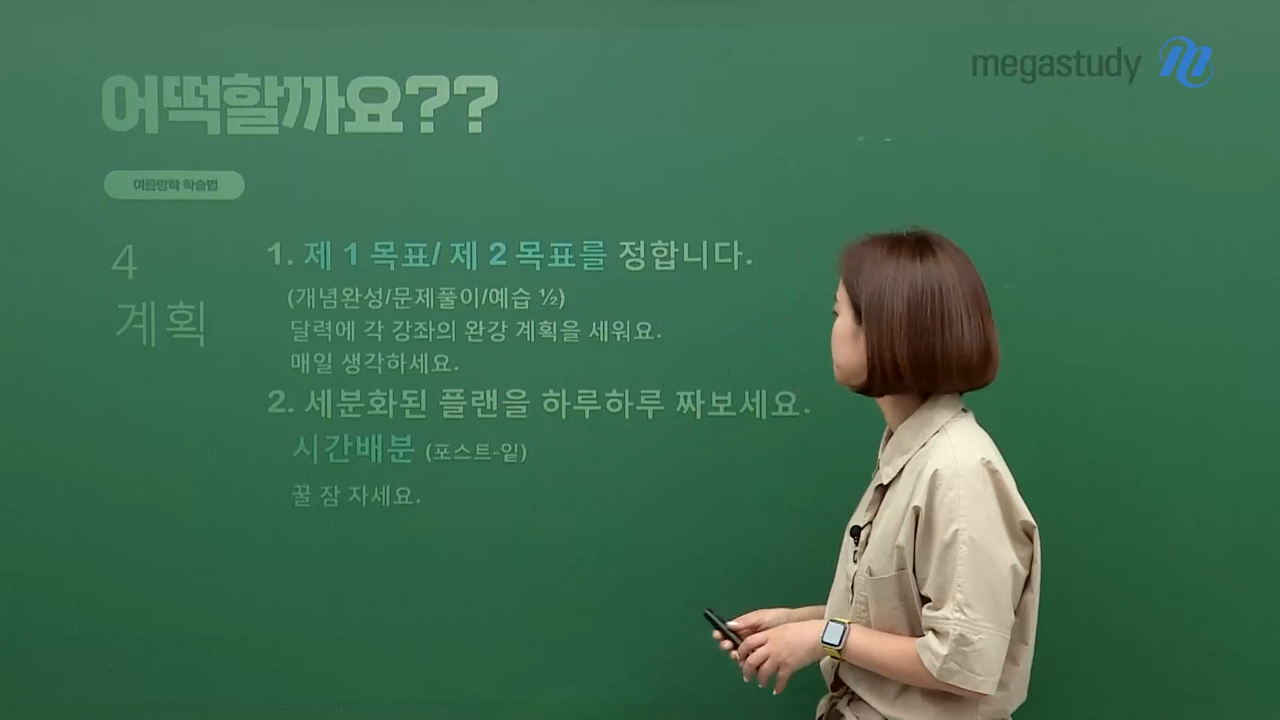 megastudy
어떡할까요??
여름방학 학습법
4
계획
1. 제 1 목표/ 제 2 목표를 정합니다.
(개념완성/문제풀이/예습 ½)
달력에 각 강좌의 완강 계획을 세워요.
매일 생각하세요.
2. 세분화된 플랜을 하루하루 짜보세요.
시간배분 (포스트-잍)
꿀 잠 자세요.